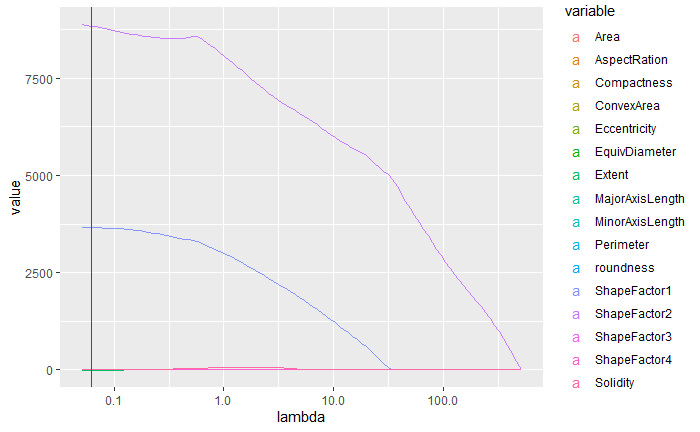 variable
a Area
a AspectRation
a Compactness
a ConvexArea
a Eccentricity
a EquivDiameter
a Extent
a MajorAxisLength
a MinorAxisLength
a Perimeter
a roundness
a ShapeFactor1
a ShapeFactor2
a ShapeFactor3
a ShapeFactor4
a Solidity
value
7500
5000
2500
0
0.1 1.0 10.0 100.0
lambda